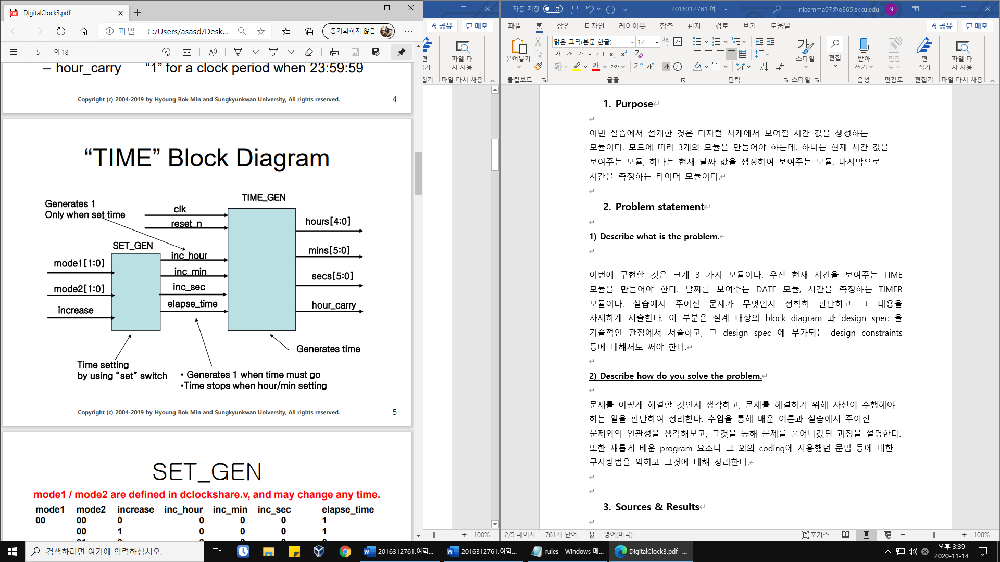 DigitalClock3.pdf
파일
C:/Users/asasd/Desk...
동기화하지 않음
5
의 18
– hour_carry “1” for a clock period when 23:59:59
Copyright (c) 2004-2019 by Hyoung Bok Min and Sungkyunkwan University, All rights reserved.
4
“TIME” Block Diagram
TIME_GEN
Generates 1
Only when set time
clk
reset_n
hours[4:0]
SET_GEN
mins[5:0]
inc_hour
mode1[1:0]
inc_min
secs[5:0]
inc_sec
mode2[1:0]
elapse_time
hour_carry
increase
Generates time
Time setting
by using “set” switch
• Generates 1 when time must go
•Time stops when hour/min setting
Copyright (c) 2004-2019 by Hyoung Bok Min and Sungkyunkwan University, All rights reserved.
5
SET_GEN
mode1 / mode2 are defined in dclockshare.v, and may change any time.
mode1 mode2 increase inc_hour inc_min inc_sec elapse_time
00 00 0 0 0 0 1
00 1 0 0 0 1
공유
메모
파일 다
시 사용
파일 다시 사용
100%
자동 저장
끔
2016312761.여...
nicemma97@o365.skku.edu
N
파일 홈 삽입 디자인 레이아웃 참조 편지 검토 보기 도움말
공유
메모
붙여넣기
맑은 고딕(본문 한글)
12
스타일
편집
받아
쓰기
민감
도
편
집기
파일 다
시 사용
클립보드
글꼴
단락
스타일
음성
민감도
편집기
파일 다시 사용
1. Purpose
이번 실습에서 설계한 것은 디지털 시계에서 보여질 시간 값을 생성하는
모듈이다. 모드에 따라 3개의 모듈을 만들어야 하는데, 하나는 현재 시간 값을
보여주는 모듈, 하나는 현재 날짜 값을 생성하여 보여주는 모듈, 마지막으로
시간을 측정하는 타이머 모듈이다.
2. Problem statement
1) Describe what is the problem.
이번에 구현할 것은 크게 3 가지 모듈이다. 우선 현재 시간을 보여주는 TIME
모듈을 만들어야 한다. 날짜를 보여주는 DATE 모듈, 시간을 측정하는 TIMER
모듈이다. 실습에서 주어진 문제가 무엇인지 정확히 판단하고 그 내용을
자세하게 서술한다. 이 부분은 설계 대상의 block diagram 과 design spec 을
기술적인 관점에서 서술하고, 그 design spec 에 부가되는 design constraints
등에 대해서도 써야 한다.
2) Describe how do you solve the problem.
문제를 어떻게 해결할 것인지 생각하고, 문제를 해결하기 위해 자신이 수행해야
하는 일을 판단하여 정리한다. 수업을 통해 배운 이론과 실습에서 주어진
문제와의 연관성을 생각해보고, 그것을 통해 문제를 풀어나갔던 과정을 설명한다.
또한 새롭게 배운 program 요소나 그 외의 coding에 사용했던 문법 등에 대한
구사방법을 익히고 그것에 대해 정리한다.
3. Sources & Results
2/5 페이지
761개 단어
영어(미국)
포커스
100%
검색하려면 여기에 입력하십시오.
2016312761.여혁...
2016312761.여혁...
rules - Windows 메...
DigitalClock3.pdf -...
오후 3:39
2020-11-14